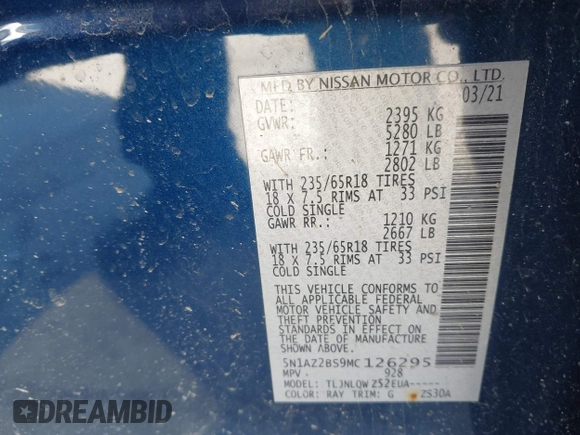 MFD BY NISSAN MOTOR CO., LTD.
DATE: 03/21
GVWR: 2395 KG
5280 LB
GAWR FR.: 1271 KG
2802 LB
WITH 235/65R18 TIRES
18 X 7.5 RIMS AT 33 PSI
COLD SINGLE
GAWR RR.: 1210 KG
2667 LB
WITH 235/65R18 TIRES
18 X 7.5 RIMS AT 33 PSI
COLD SINGLE
THIS VEHICLE CONFORMS TO
ALL APPLICABLE FEDERAL
MOTOR VEHICLE SAFETY AND
THEFT PREVENTION
STANDARDS IN EFFECT ON
THE DATE OF MANUFACTURE
SHOWN ABOVE.
5N1AZ2BS9MC126295
MPV 928
MODEL: TLJNLQW Z52EUA-----
COLOR: RAY TRIM: G ZS30A
DREAMBID